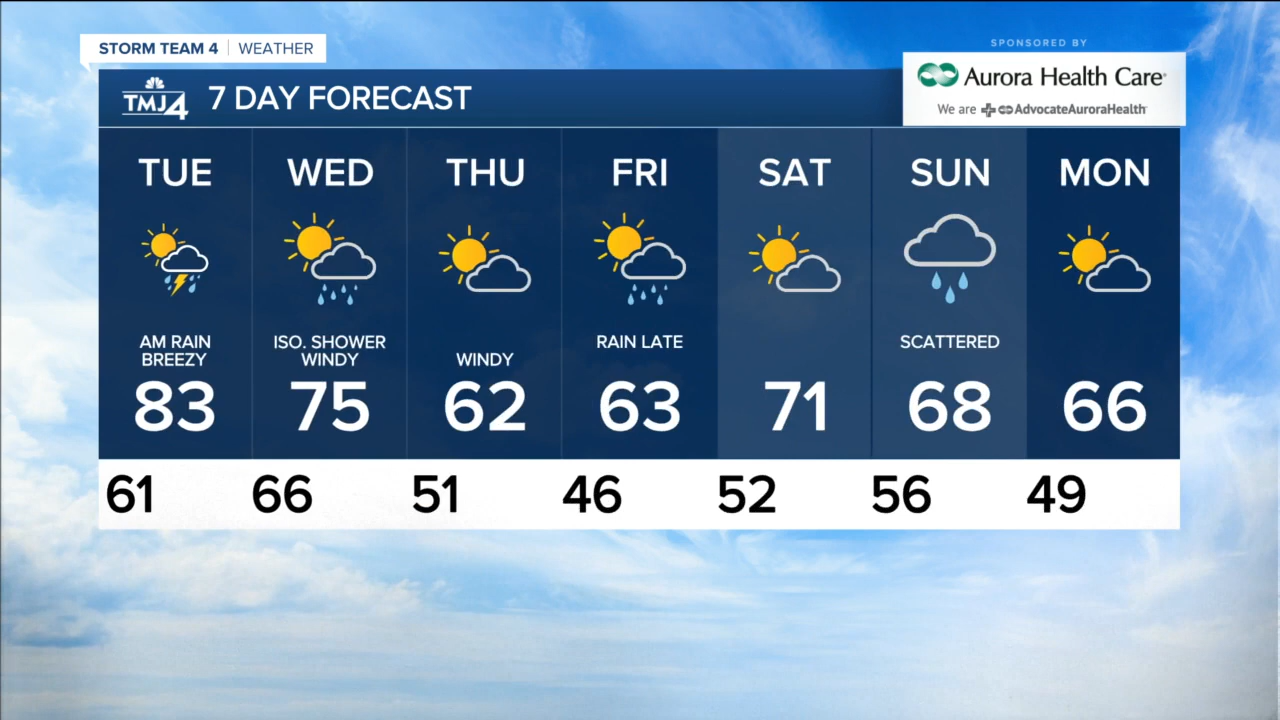 STORM TEAM 4 | WEATHER
SPONSORED BY
Aurora Health Care®
We are AdvocateAuroraHealth
TMJ4 7 DAY FORECAST
TUE WED THU FRI SAT SUN MON
AM RAIN BREEZY
ISO. SHOWER WINDY
WINDY
RAIN LATE
SCATTERED
83 75 62 63 71 68 66
61 66 51 46 52 56 49